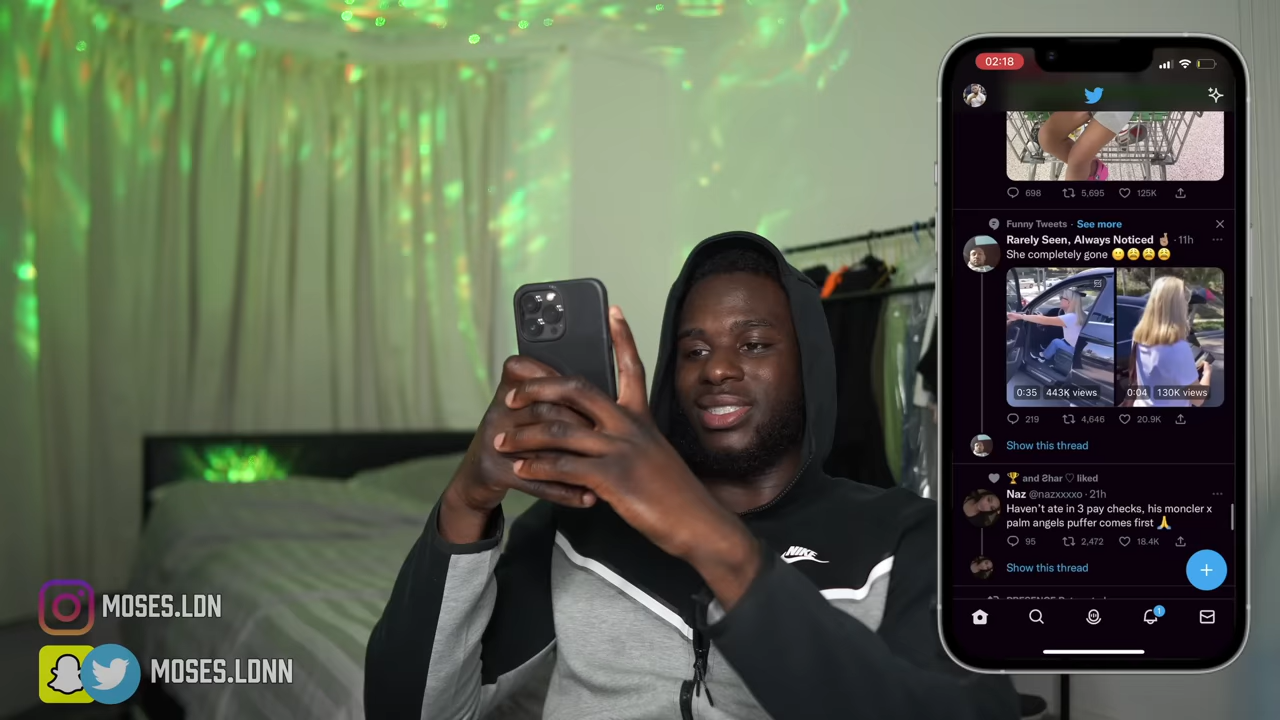 02:18
698
5,695
125K
Funny Tweets · See more
Rarely Seen, Always Noticed 🤞🏽 · 11h
She completely gone 😶😩😩😩
0:35 443K views
0:04 130K views
219
4,646
20.9K
Show this thread
🏆 and 2har ♡ liked
Naz @nazxxxxo · 21h
Haven't ate in 3 pay checks, his moncler x
palm angels puffer comes first 🙏
95
2,472
18.4K
Show this thread
1
NIKE
MOSES.LDN
MOSES.LDNN